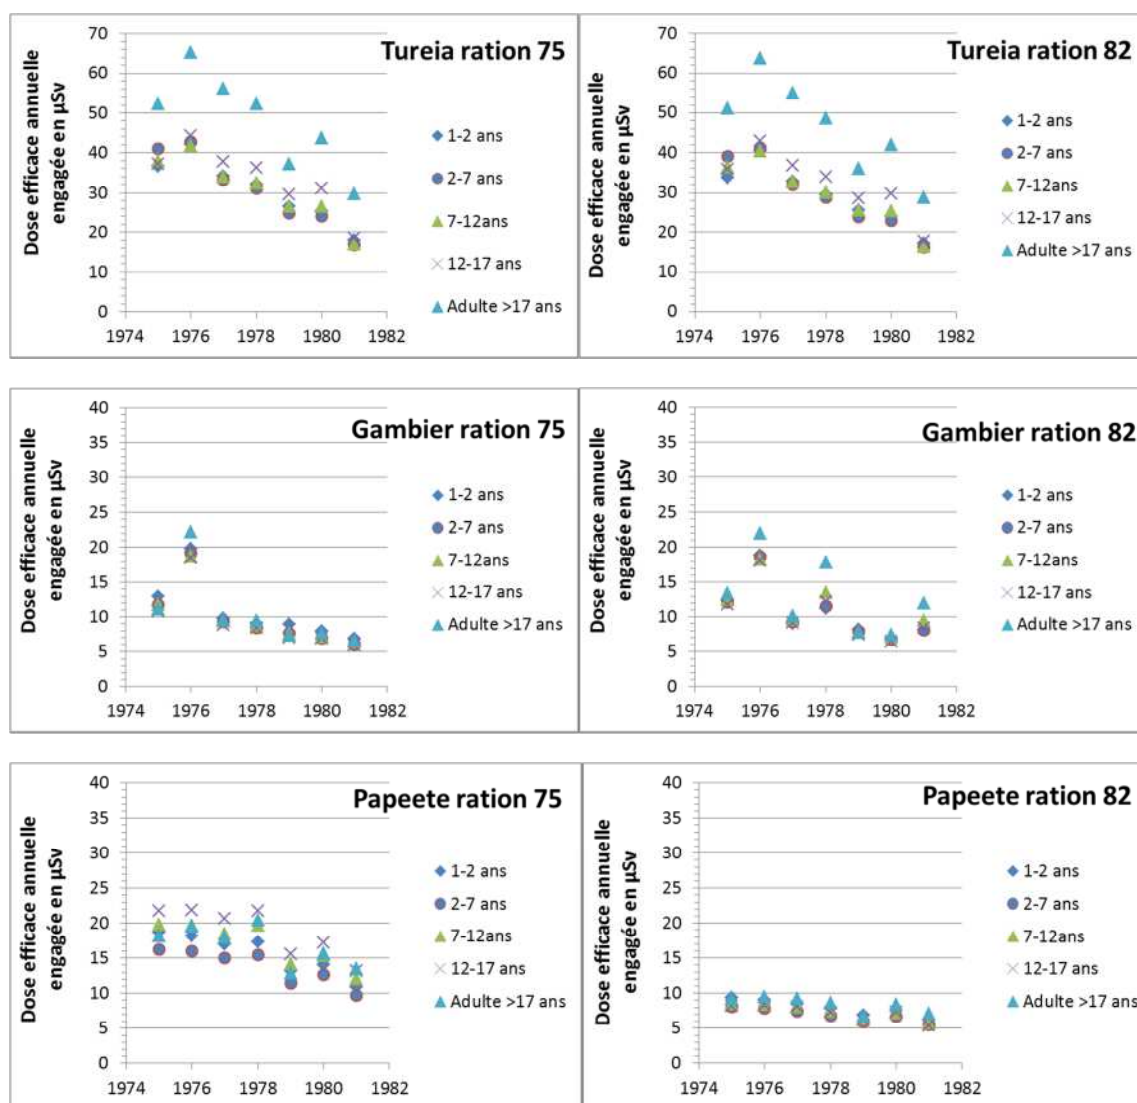 Tureia ration 75
Dose efficace annuelle
engagée en µSv
70
60
50
40
30
20
10
0
1974 1976 1978 1980 1982
1-2 ans
2-7 ans
7-12ans
12-17 ans
Adulte >17 ans
Tureia ration 82
Dose efficace annuelle
engagée en µSv
70
60
50
40
30
20
10
0
1974 1976 1978 1980 1982
1-2 ans
2-7 ans
7-12ans
12-17 ans
Adulte >17 ans
Gambier ration 75
Dose efficace annuelle
engagée en µSv
40
35
30
25
20
15
10
5
0
1974 1976 1978 1980 1982
1-2 ans
2-7 ans
7-12ans
12-17 ans
Adulte >17 ans
Gambier ration 82
Dose efficace annuelle
engagée en µSv
40
35
30
25
20
15
10
5
0
1974 1976 1978 1980 1982
1-2 ans
2-7 ans
7-12ans
12-17 ans
Adulte >17 ans
Papeete ration 75
Dose efficace annuelle
engagée en µSv
40
35
30
25
20
15
10
5
0
1974 1976 1978 1980 1982
1-2 ans
2-7 ans
7-12ans
12-17 ans
Adulte >17 ans
Papeete ration 82
Dose efficace annuelle
engagée en µSv
40
35
30
25
20
15
10
5
0
1974 1976 1978 1980 1982
1-2 ans
2-7 ans
7-12ans
12-17 ans
Adulte >17 ans